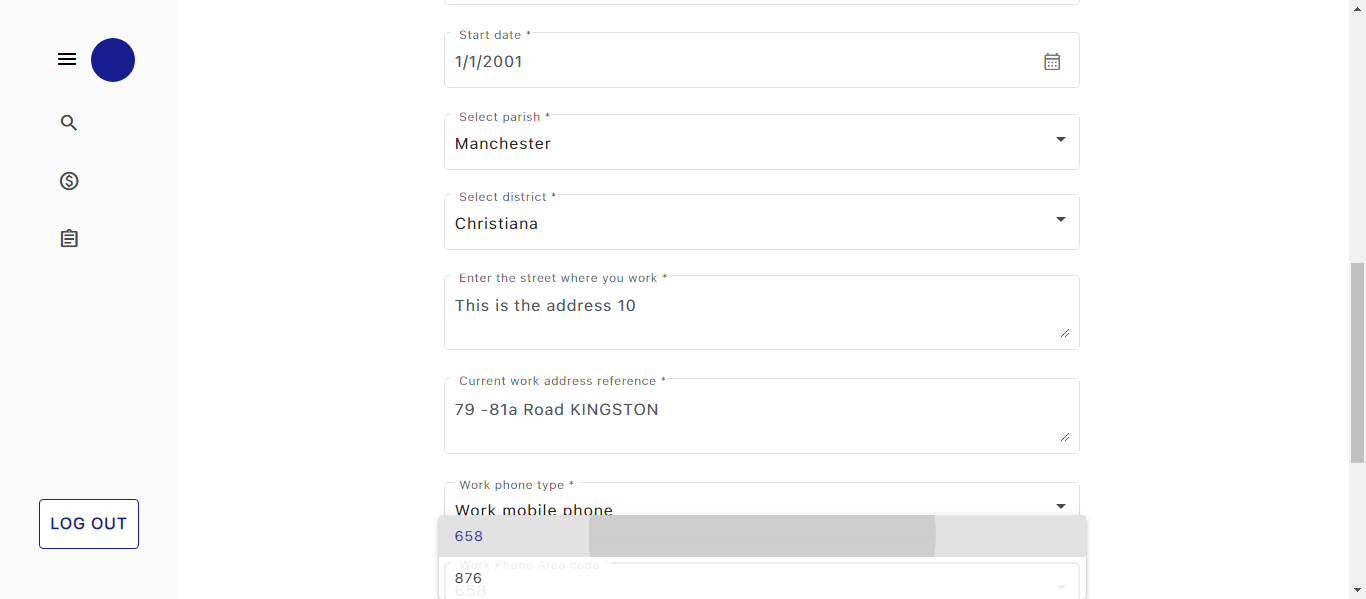 Start date *
1/1/2001
Select parish *
Manchester
Select district *
Christiana
Enter the street where you work *
This is the address 10
Current work address reference *
79 -81a Road KINGSTON
Work phone type *
Work mobile phone
658
Work Phone Area code *
876
658
LOG OUT